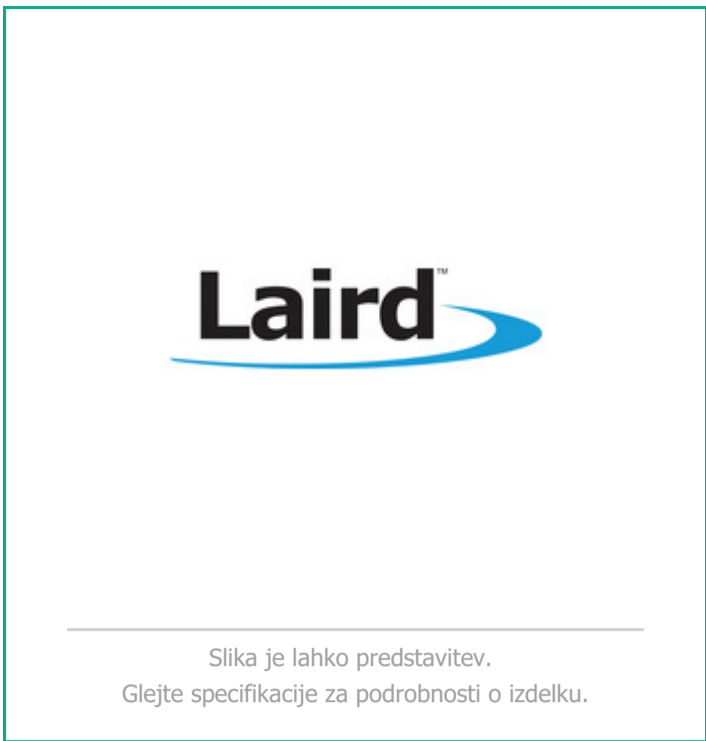 Laird™
Slika je lahko predstavitev.
Glejte specifikacije za podrobnosti o izdelku.